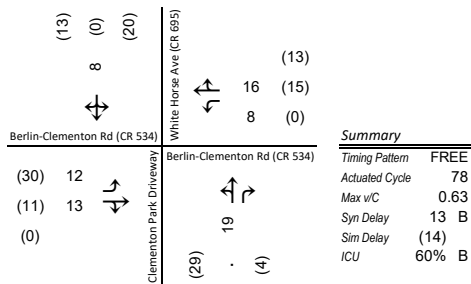 (13) (0) (20)
8
White Horse Ave (CR 695)
(13)
16 (15)
8 (0)
Berlin-Clementon Rd (CR 534)
Berlin-Clementon Rd (CR 534)
(30) 12
(11) 13
(0)
Clementon Park Driveway
19
(29) - (4)
Summary
Timing Pattern FREE
Actuated Cycle 78
Max v/C 0.63
Syn Delay 13 B
Sim Delay (14)
ICU 60% B